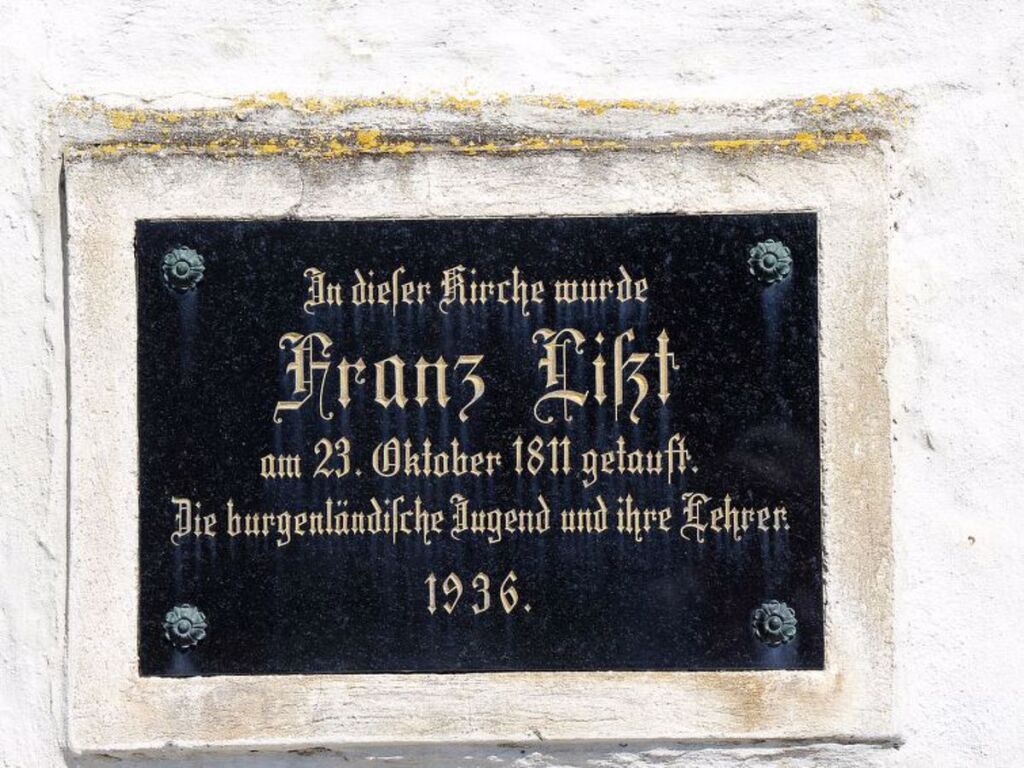 In dieſer Kirche wurde
Franz Liſzt
am 23. Oktober 1811 getauft.
Die burgenländiſche Jugend und ihre Lehrer.
1936.